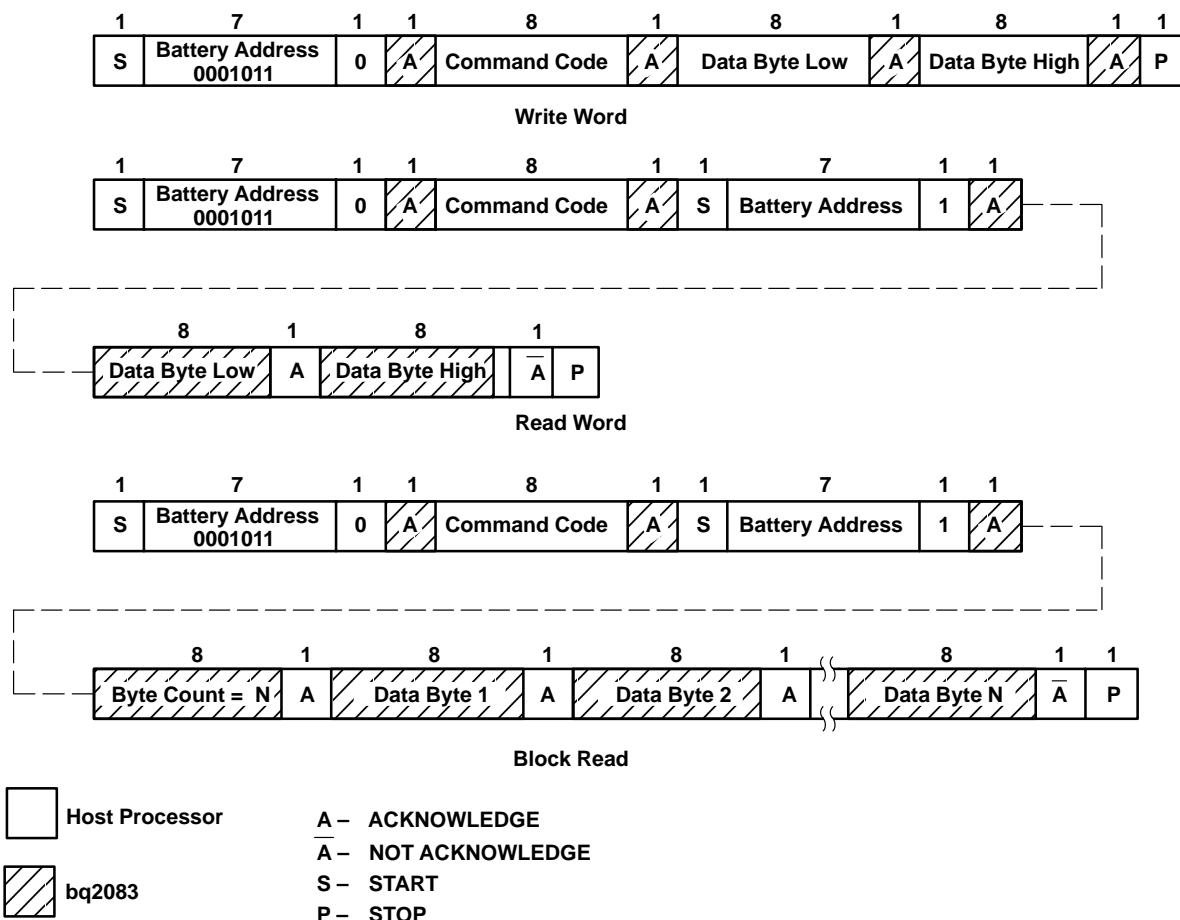 1 7 1 1 8 1 8 1 8 1 1
S Battery Address 0 A Command Code A Data Byte Low A Data Byte High A P
0001011
Write Word
1 7 1 1 8 1 1 7 1 1
S Battery Address 0 A Command Code A S Battery Address 1 A
0001011
8 1 8 1
Data Byte Low A Data Byte High A̅ P
Read Word
1 7 1 1 8 1 1 7 1 1
S Battery Address 0 A Command Code A S Battery Address 1 A
0001011
8 1 8 1 8 1 8 1 1
Byte Count = N A Data Byte 1 A Data Byte 2 A Data Byte N A̅ P
Block Read
Host Processor
A – ACKNOWLEDGE
A̅ – NOT ACKNOWLEDGE
bq2083
S – START
P – STOP